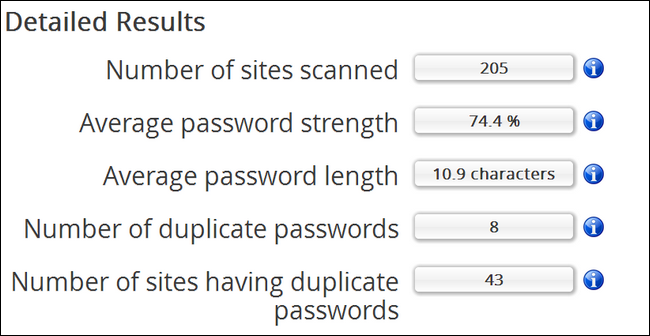 Detailed Results
Number of sites scanned 205
Average password strength 74.4 %
Average password length 10.9 characters
Number of duplicate passwords 8
Number of sites having duplicate 43
passwords